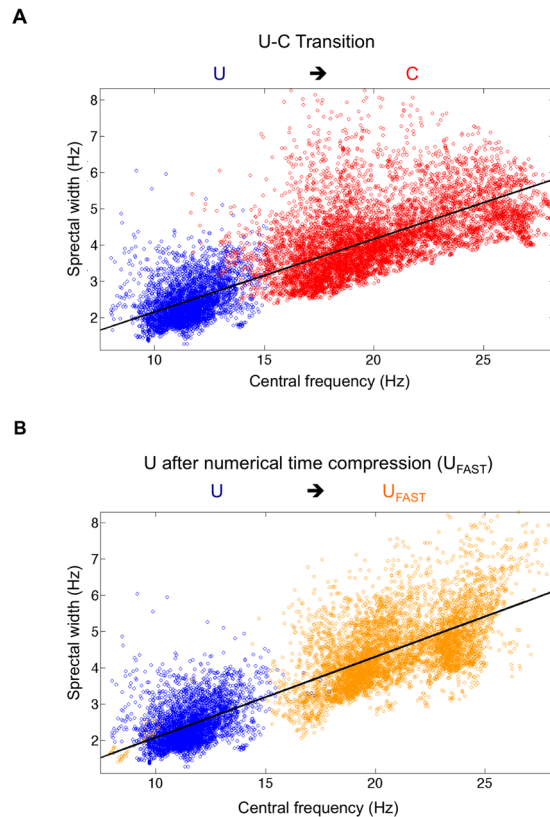 A
U-C Transition
U ➔ C
8
7
6
5
4
3
2
Sprectal width (Hz)
10 15 20 25
Central frequency (Hz)
B
U after numerical time compression (U_FAST)
U ➔ U_FAST
8
7
6
5
4
3
2
Sprectal width (Hz)
10 15 20 25
Central frequency (Hz)